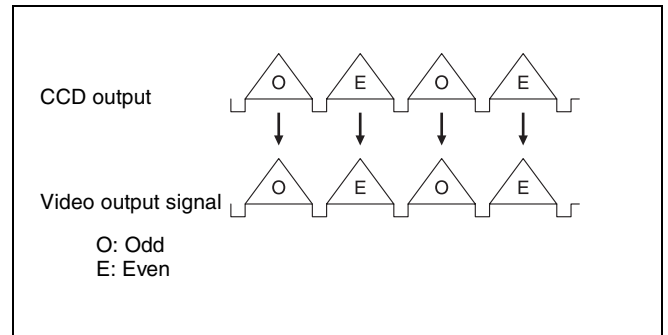 CCD output
O E O E
Video output signal
O E O E
O: Odd
E: Even